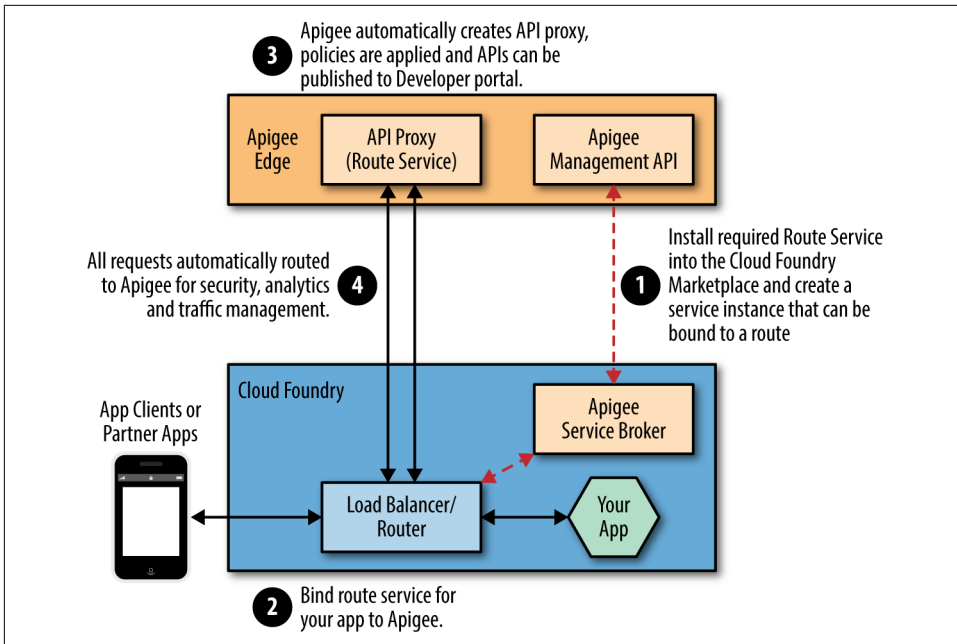 3
Apigee automatically creates API proxy,
policies are applied and APIs can be
published to Developer portal.
Apigee
Edge
API Proxy
(Route Service)
Apigee
Management API
All requests automatically routed
to Apigee for security, analytics
and traffic management.
4
1
Install required Route Service
into the Cloud Foundry
Marketplace and create a
service instance that can be
bound to a route
Cloud Foundry
App Clients or
Partner Apps
Apigee
Service Broker
Load Balancer/
Router
Your
App
2
Bind route service for
your app to Apigee.